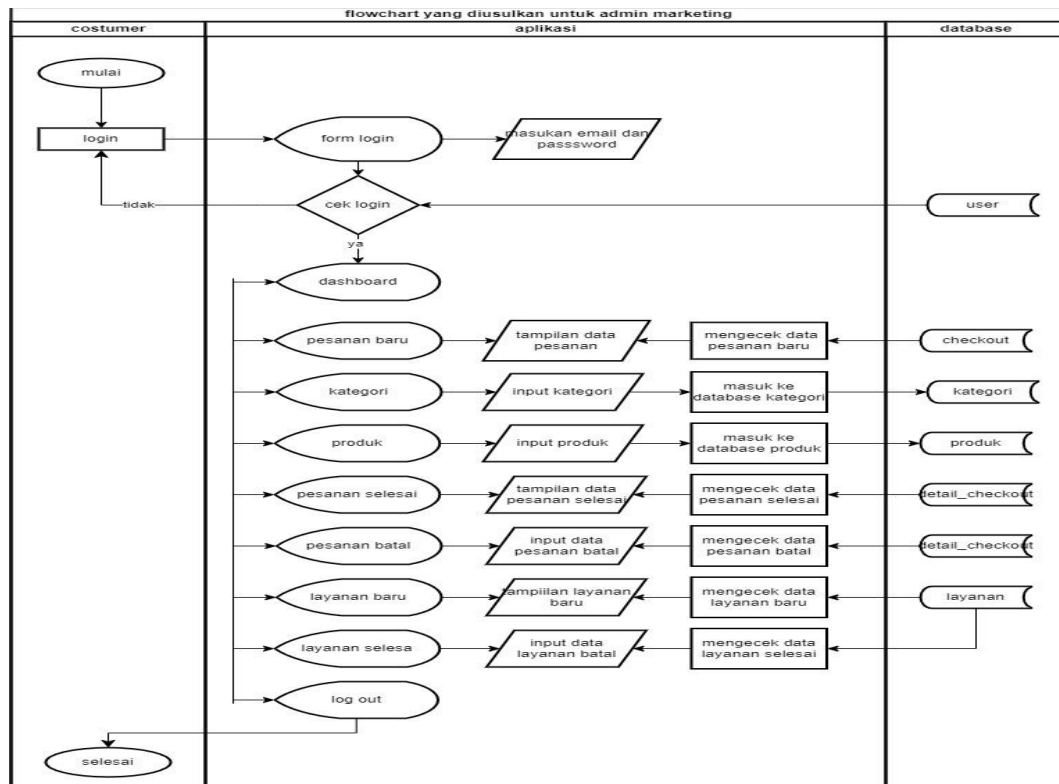 flowchart yang diusulkan untuk admin marketing
costumer
aplikasi
database
mulai
login
form login
masukan email dan
passsword
tidak
cek login
user
ya
dashboard
pesanan baru
tampilan data
pesanan
mengecek data
pesanan baru
checkout
kategori
input kategori
masuk ke
database kategori
kategori
produk
input produk
masuk ke
database produk
produk
pesanan selesai
tampilan data
pesanan selesai
mengecek data
pesanan selesai
detail_checkout
pesanan batal
input data
pesanan batal
mengecek data
pesanan batal
detail_checkout
layanan baru
tampiilan layanan
baru
mengecek data
layanan baru
layanan
layanan selesa
input data
layanan batal
mengecek data
layanan selesai
log out
selesai